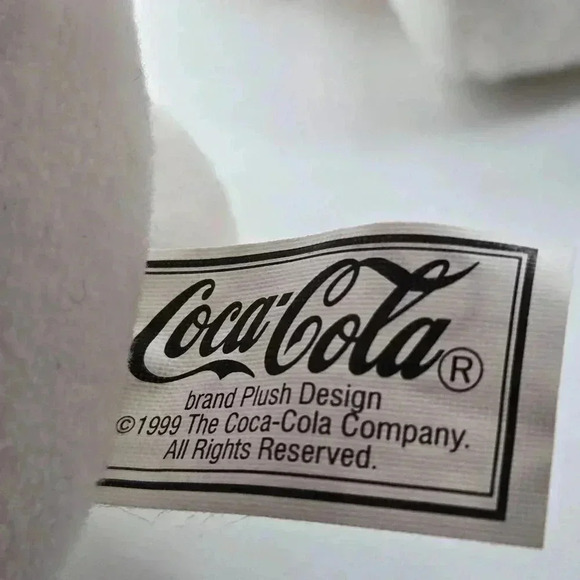 Coca-Cola®
brand Plush Design
©1999 The Coca-Cola Company.
All Rights Reserved.